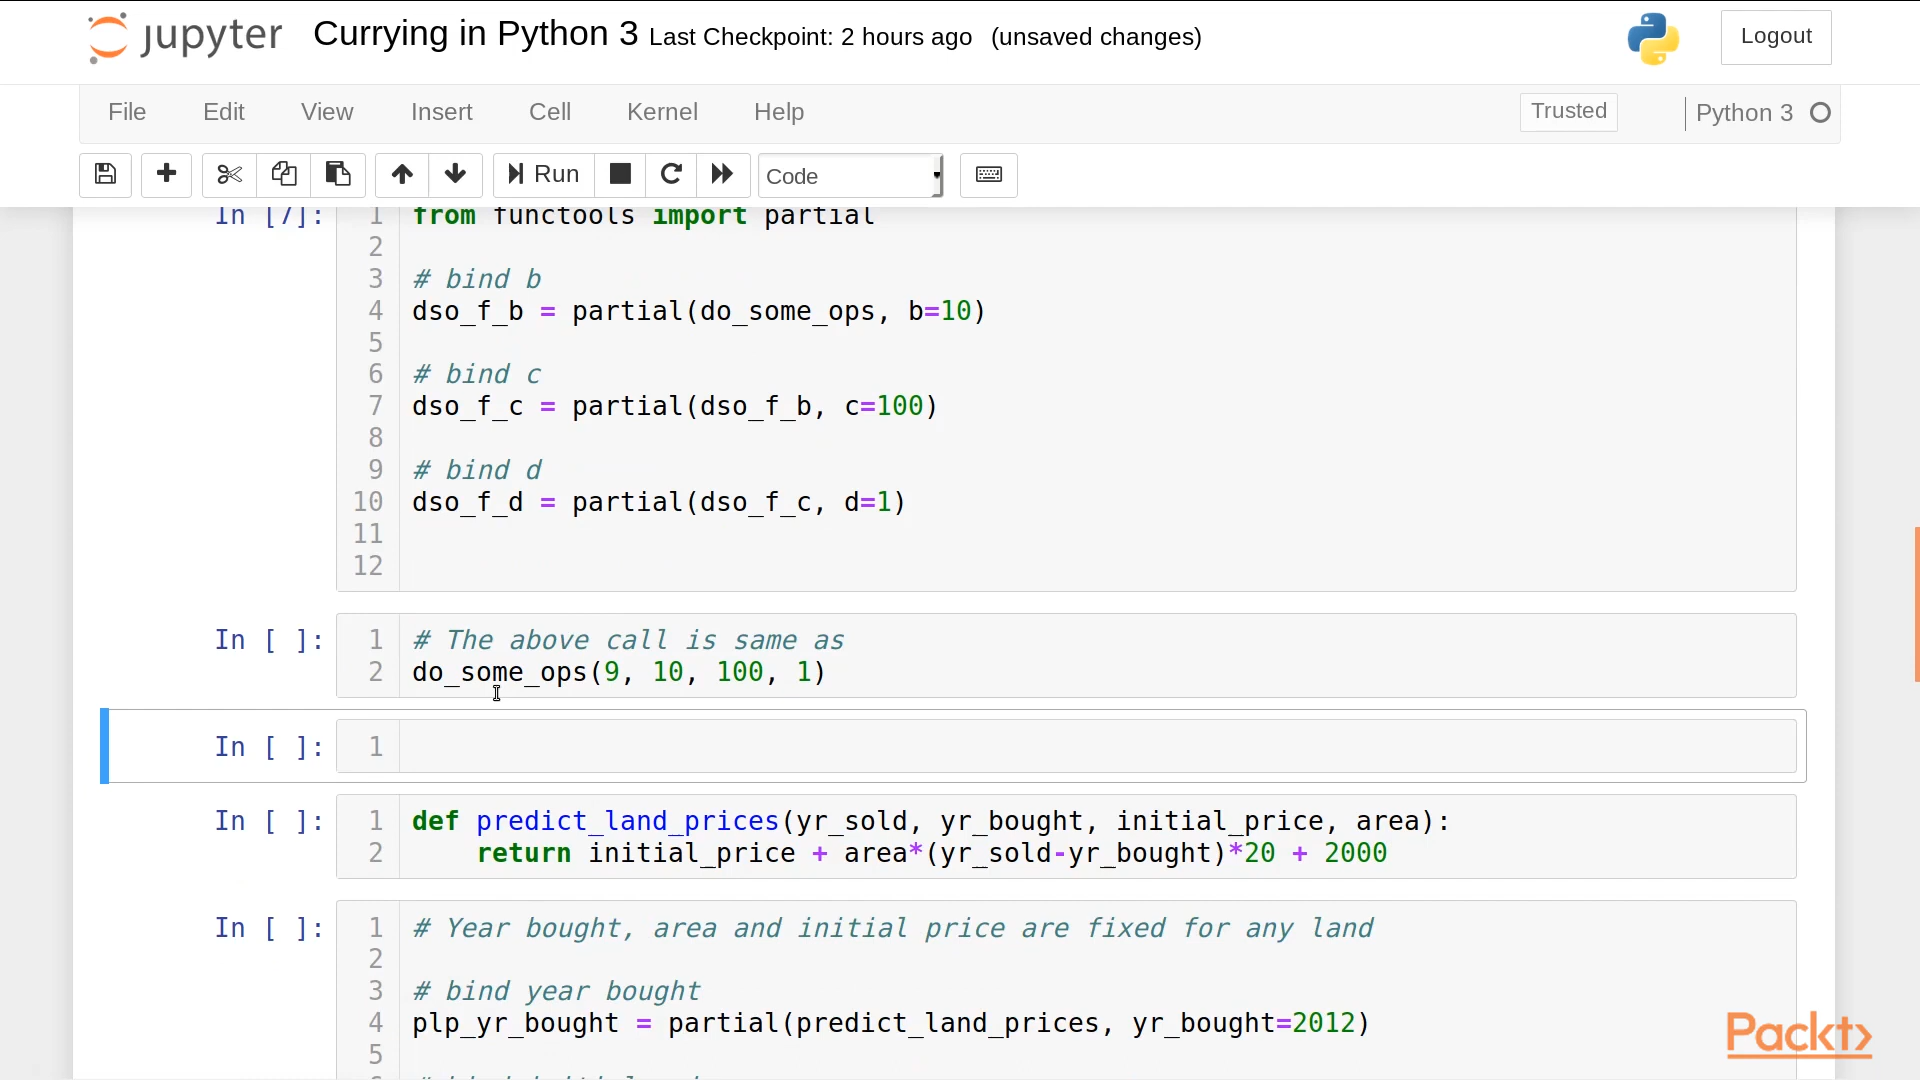 jupyter Currying in Python 3 Last Checkpoint: 2 hours ago (unsaved changes) Logout
File Edit View Insert Cell Kernel Help Trusted Python 3
Run Code
In [7]: 1 from functools import partial
2
3 # bind b
4 dso_f_b = partial(do_some_ops, b=10)
5
6 # bind c
7 dso_f_c = partial(dso_f_b, c=100)
8
9 # bind d
10 dso_f_d = partial(dso_f_c, d=1)
11
12
In [ ]: 1 # The above call is same as
2 do_some_ops(9, 10, 100, 1)
In [ ]: 1
In [ ]: 1 def predict_land_prices(yr_sold, yr_bought, initial_price, area):
2 return initial_price + area*(yr_sold-yr_bought)*20 + 2000
In [ ]: 1 # Year bought, area and initial price are fixed for any land
2
3 # bind year bought
4 plp_yr_bought = partial(predict_land_prices, yr_bought=2012)
5
Packt>